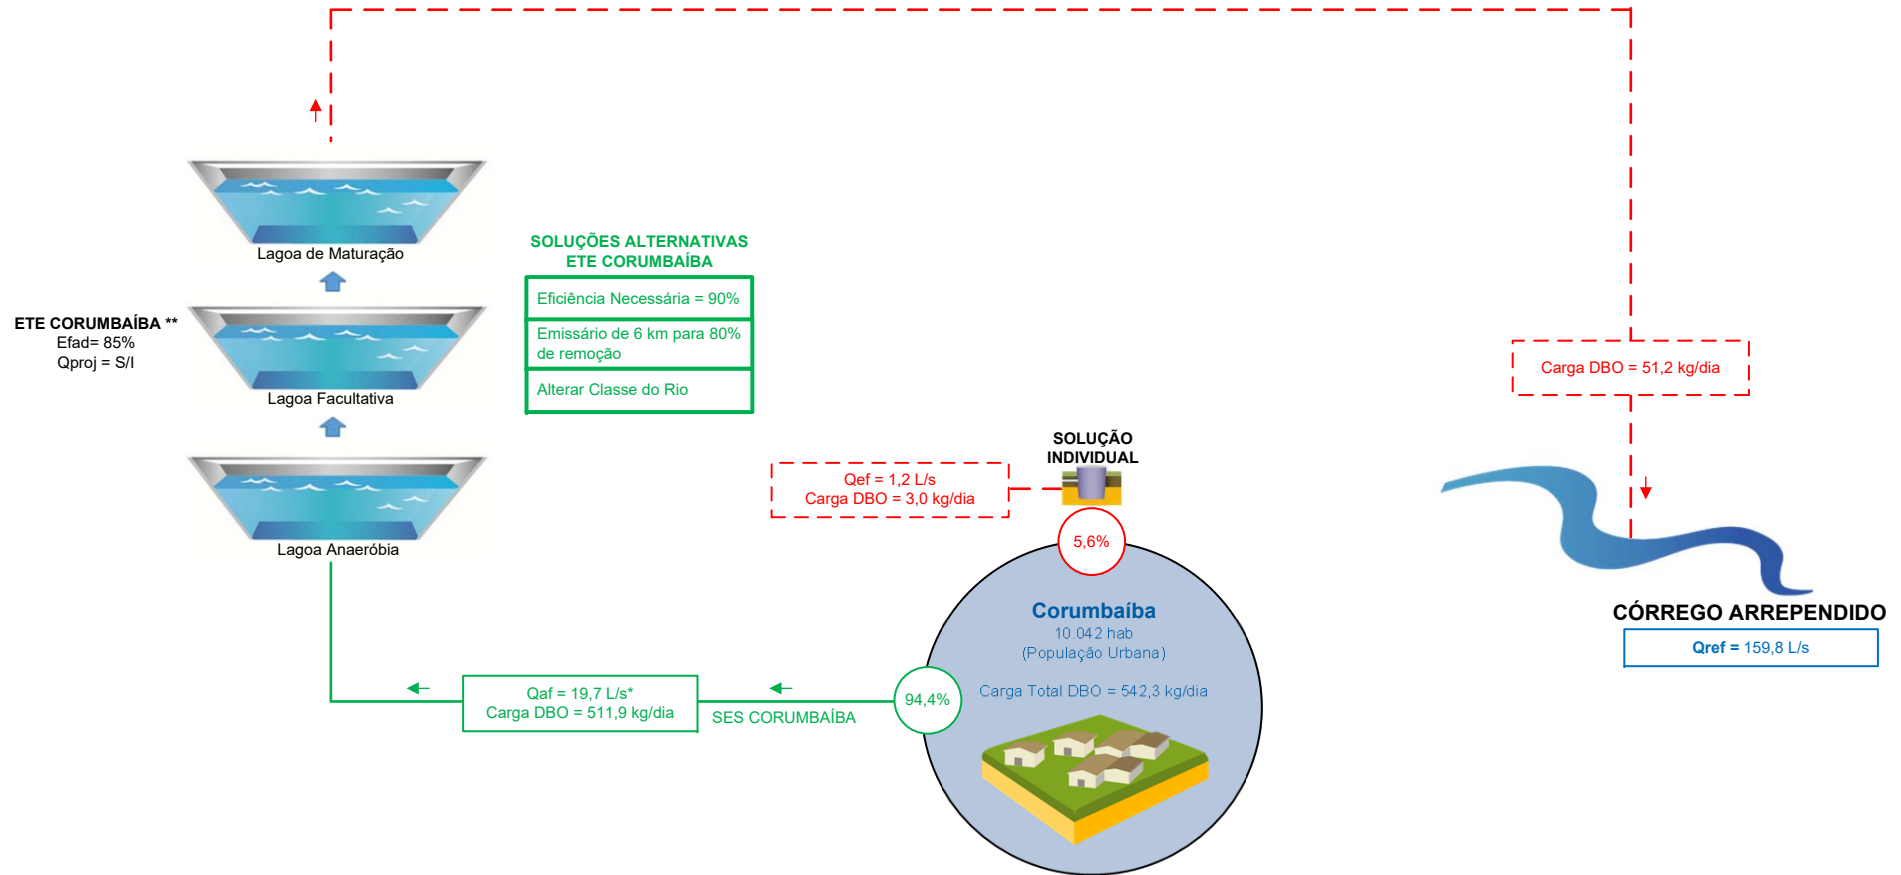 Lagoa de Maturação
SOLUÇÕES ALTERNATIVAS
ETE CORUMBAÍBA
Eficiência Necessária = 90%
Emissário de 6 km para 80%
de remoção
Alterar Classe do Rio
ETE CORUMBAÍBA **
Efad= 85%
Qproj = S/I
Lagoa Facultativa
Lagoa Anaeróbia
Carga DBO = 51,2 kg/dia
SOLUÇÃO
INDIVIDUAL
Qef = 1,2 L/s
Carga DBO = 3,0 kg/dia
5,6%
Corumbaíba
10.042 hab
(População Urbana)
Carga Total DBO = 542,3 kg/dia
94,4%
Qaf = 19,7 L/s*
Carga DBO = 511,9 kg/dia
SES CORUMBAÍBA
CÓRREGO ARREPENDIDO
Qref = 159,8 L/s